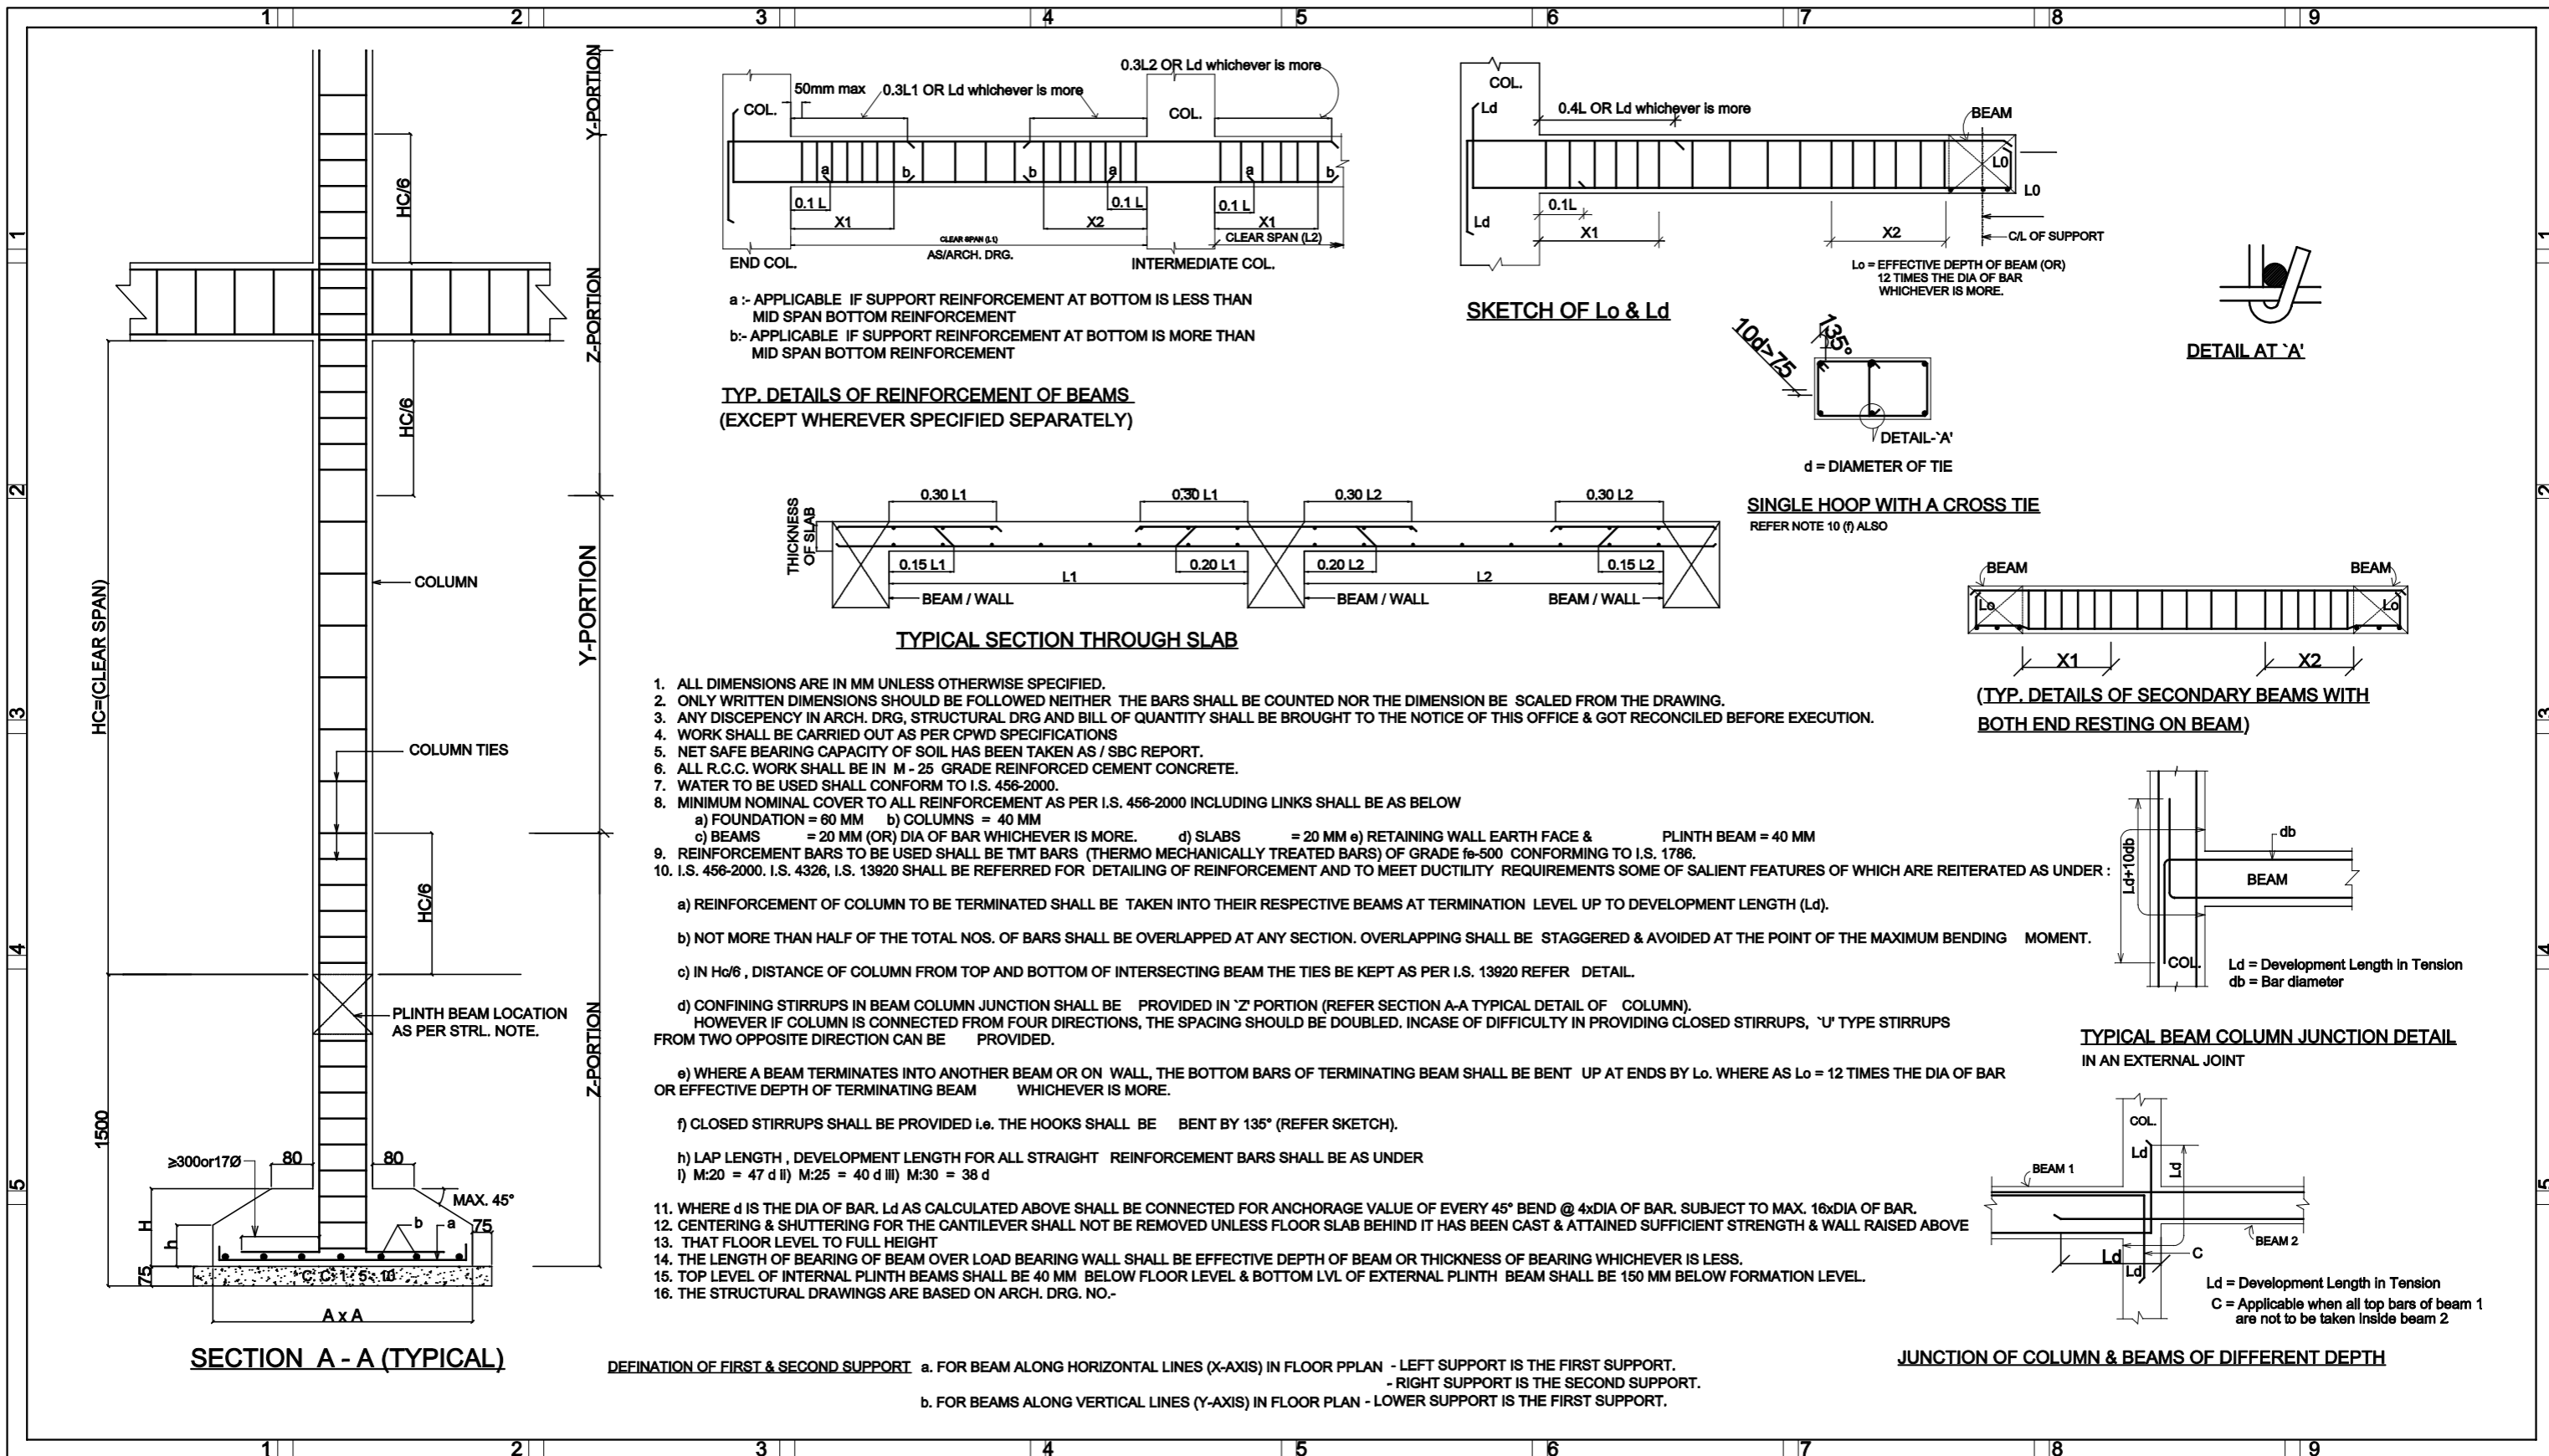 1 2 3 4 5 6 7 8 9
1
2
3
4
5
1
2
3
4
5
Y-PORTION
HC/6
Z-PORTION
HC/6
HC=(CLEAR SPAN)
COLUMN
Y-PORTION
COLUMN TIES
HC/6
PLINTH BEAM LOCATION
AS PER STRL. NOTE.
Z-PORTION
1500
≥300or17Ø
80
80
MAX. 45°
H
h
b
a
75
75
C C 1 : 5 : 10
A x A
SECTION A - A (TYPICAL)
0.3L2 OR Ld whichever is more
50mm max
0.3L1 OR Ld whichever is more
COL.
COL.
a b b a a b
0.1 L
0.1 L
0.1 L
X1
X2
X1
CLEAR SPAN (L1)
CLEAR SPAN (L2)
AS/ARCH. DRG.
END COL.
INTERMEDIATE COL.
a :- APPLICABLE IF SUPPORT REINFORCEMENT AT BOTTOM IS LESS THAN
MID SPAN BOTTOM REINFORCEMENT
b:- APPLICABLE IF SUPPORT REINFORCEMENT AT BOTTOM IS MORE THAN
MID SPAN BOTTOM REINFORCEMENT
TYP. DETAILS OF REINFORCEMENT OF BEAMS
(EXCEPT WHEREVER SPECIFIED SEPARATELY)
COL.
Ld
0.4L OR Ld whichever is more
BEAM
L0
L0
0.1L
Ld
X1
X2
C/L OF SUPPORT
Lo = EFFECTIVE DEPTH OF BEAM (OR)
12 TIMES THE DIA OF BAR
WHICHEVER IS MORE.
SKETCH OF Lo & Ld
DETAIL AT `A'
10d>75
135°
DETAIL-`A'
d = DIAMETER OF TIE
SINGLE HOOP WITH A CROSS TIE
REFER NOTE 10 (f) ALSO
THICKNESS
OF SLAB
0.30 L1
0.30 L1
0.30 L2
0.30 L2
0.15 L1
0.20 L1
0.20 L2
0.15 L2
L1
L2
BEAM / WALL
BEAM / WALL
BEAM / WALL
TYPICAL SECTION THROUGH SLAB
BEAM
BEAM
Lo
Lo
X1
X2
(TYP. DETAILS OF SECONDARY BEAMS WITH
BOTH END RESTING ON BEAM)
1. ALL DIMENSIONS ARE IN MM UNLESS OTHERWISE SPECIFIED.
2. ONLY WRITTEN DIMENSIONS SHOULD BE FOLLOWED NEITHER THE BARS SHALL BE COUNTED NOR THE DIMENSION BE SCALED FROM THE DRAWING.
3. ANY DISCEPENCY IN ARCH. DRG, STRUCTURAL DRG AND BILL OF QUANTITY SHALL BE BROUGHT TO THE NOTICE OF THIS OFFICE & GOT RECONCILED BEFORE EXECUTION.
4. WORK SHALL BE CARRIED OUT AS PER CPWD SPECIFICATIONS
5. NET SAFE BEARING CAPACITY OF SOIL HAS BEEN TAKEN AS / SBC REPORT.
6. ALL R.C.C. WORK SHALL BE IN M - 25 GRADE REINFORCED CEMENT CONCRETE.
7. WATER TO BE USED SHALL CONFORM TO I.S. 456-2000.
8. MINIMUM NOMINAL COVER TO ALL REINFORCEMENT AS PER I.S. 456-2000 INCLUDING LINKS SHALL BE AS BELOW
a) FOUNDATION = 60 MM b) COLUMNS = 40 MM
c) BEAMS = 20 MM (OR) DIA OF BAR WHICHEVER IS MORE. d) SLABS = 20 MM e) RETAINING WALL EARTH FACE & PLINTH BEAM = 40 MM
9. REINFORCEMENT BARS TO BE USED SHALL BE TMT BARS (THERMO MECHANICALLY TREATED BARS) OF GRADE fe-500 CONFORMING TO I.S. 1786.
10. I.S. 456-2000. I.S. 4326, I.S. 13920 SHALL BE REFERRED FOR DETAILING OF REINFORCEMENT AND TO MEET DUCTILITY REQUIREMENTS SOME OF SALIENT FEATURES OF WHICH ARE REITERATED AS UNDER :
a) REINFORCEMENT OF COLUMN TO BE TERMINATED SHALL BE TAKEN INTO THEIR RESPECTIVE BEAMS AT TERMINATION LEVEL UP TO DEVELOPMENT LENGTH (Ld).
b) NOT MORE THAN HALF OF THE TOTAL NOS. OF BARS SHALL BE OVERLAPPED AT ANY SECTION. OVERLAPPING SHALL BE STAGGERED & AVOIDED AT THE POINT OF THE MAXIMUM BENDING MOMENT.
c) IN Hc/6 , DISTANCE OF COLUMN FROM TOP AND BOTTOM OF INTERSECTING BEAM THE TIES BE KEPT AS PER I.S. 13920 REFER DETAIL.
d) CONFINING STIRRUPS IN BEAM COLUMN JUNCTION SHALL BE PROVIDED IN `Z' PORTION (REFER SECTION A-A TYPICAL DETAIL OF COLUMN).
HOWEVER IF COLUMN IS CONNECTED FROM FOUR DIRECTIONS, THE SPACING SHOULD BE DOUBLED. INCASE OF DIFFICULTY IN PROVIDING CLOSED STIRRUPS, `U' TYPE STIRRUPS
FROM TWO OPPOSITE DIRECTION CAN BE PROVIDED.
e) WHERE A BEAM TERMINATES INTO ANOTHER BEAM OR ON WALL, THE BOTTOM BARS OF TERMINATING BEAM SHALL BE BENT UP AT ENDS BY Lo. WHERE AS Lo = 12 TIMES THE DIA OF BAR
OR EFFECTIVE DEPTH OF TERMINATING BEAM WHICHEVER IS MORE.
f) CLOSED STIRRUPS SHALL BE PROVIDED i.e. THE HOOKS SHALL BE BENT BY 135° (REFER SKETCH).
h) LAP LENGTH , DEVELOPMENT LENGTH FOR ALL STRAIGHT REINFORCEMENT BARS SHALL BE AS UNDER
i) M:20 = 47 d ii) M:25 = 40 d iii) M:30 = 38 d
11. WHERE d IS THE DIA OF BAR. Ld AS CALCULATED ABOVE SHALL BE CONNECTED FOR ANCHORAGE VALUE OF EVERY 45° BEND @ 4xDIA OF BAR. SUBJECT TO MAX. 16xDIA OF BAR.
12. CENTERING & SHUTTERING FOR THE CANTILEVER SHALL NOT BE REMOVED UNLESS FLOOR SLAB BEHIND IT HAS BEEN CAST & ATTAINED SUFFICIENT STRENGTH & WALL RAISED ABOVE
13. THAT FLOOR LEVEL TO FULL HEIGHT
14. THE LENGTH OF BEARING OF BEAM OVER LOAD BEARING WALL SHALL BE EFFECTIVE DEPTH OF BEAM OR THICKNESS OF BEARING WHICHEVER IS LESS.
15. TOP LEVEL OF INTERNAL PLINTH BEAMS SHALL BE 40 MM BELOW FLOOR LEVEL & BOTTOM LVL OF EXTERNAL PLINTH BEAM SHALL BE 150 MM BELOW FORMATION LEVEL.
16. THE STRUCTURAL DRAWINGS ARE BASED ON ARCH. DRG. NO.-
db
Ld+10db
BEAM
COL.
Ld = Development Length in Tension
db = Bar diameter
TYPICAL BEAM COLUMN JUNCTION DETAIL
IN AN EXTERNAL JOINT
COL.
Ld
Ld
BEAM 1
BEAM 2
Ld
C
Ld
Ld = Development Length in Tension
C = Applicable when all top bars of beam 1
are not to be taken inside beam 2
JUNCTION OF COLUMN & BEAMS OF DIFFERENT DEPTH
DEFINATION OF FIRST & SECOND SUPPORT a. FOR BEAM ALONG HORIZONTAL LINES (X-AXIS) IN FLOOR PPLAN - LEFT SUPPORT IS THE FIRST SUPPORT.
- RIGHT SUPPORT IS THE SECOND SUPPORT.
b. FOR BEAMS ALONG VERTICAL LINES (Y-AXIS) IN FLOOR PLAN - LOWER SUPPORT IS THE FIRST SUPPORT.
1 2 3 4 5 6 7 8 9